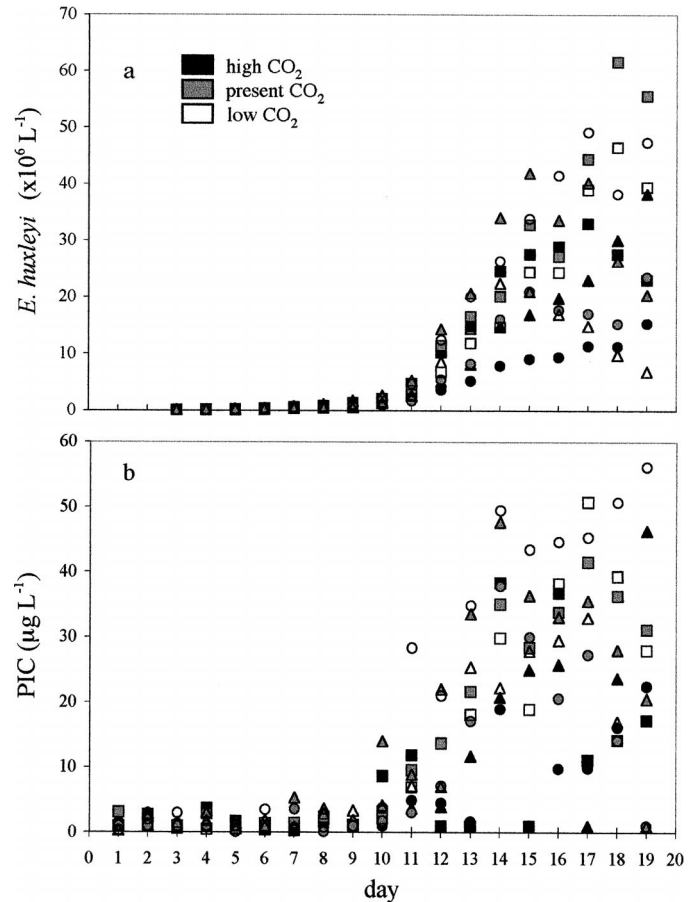 70
60
50
40
30
20
10
0
E. huxleyi (x10⁶ L⁻¹)
a
high CO₂
present CO₂
low CO₂
60
50
40
30
20
10
0
PIC (µg L⁻¹)
b
0 1 2 3 4 5 6 7 8 9 10 11 12 13 14 15 16 17 18 19 20
day